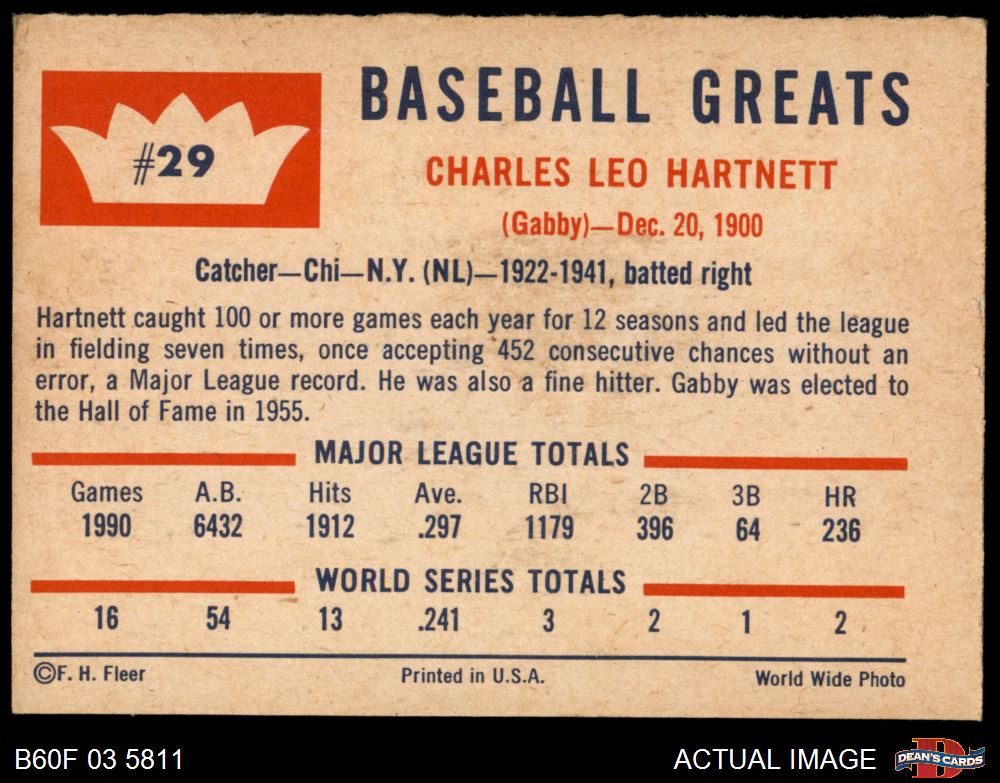 #29
BASEBALL GREATS
CHARLES LEO HARTNETT
(Gabby)—Dec. 20, 1900
Catcher—Chi—N.Y. (NL)—1922-1941, batted right
Hartnett caught 100 or more games each year for 12 seasons and led the league
in fielding seven times, once accepting 452 consecutive chances without an
error, a Major League record. He was also a fine hitter. Gabby was elected to
the Hall of Fame in 1955.
MAJOR LEAGUE TOTALS
Games A.B. Hits Ave. RBI 2B 3B HR
1990 6432 1912 .297 1179 396 64 236
WORLD SERIES TOTALS
16 54 13 .241 3 2 1 2
©F. H. Fleer Printed in U.S.A. World Wide Photo
B60F 03 5811 ACTUAL IMAGE DEAN'S CARDS